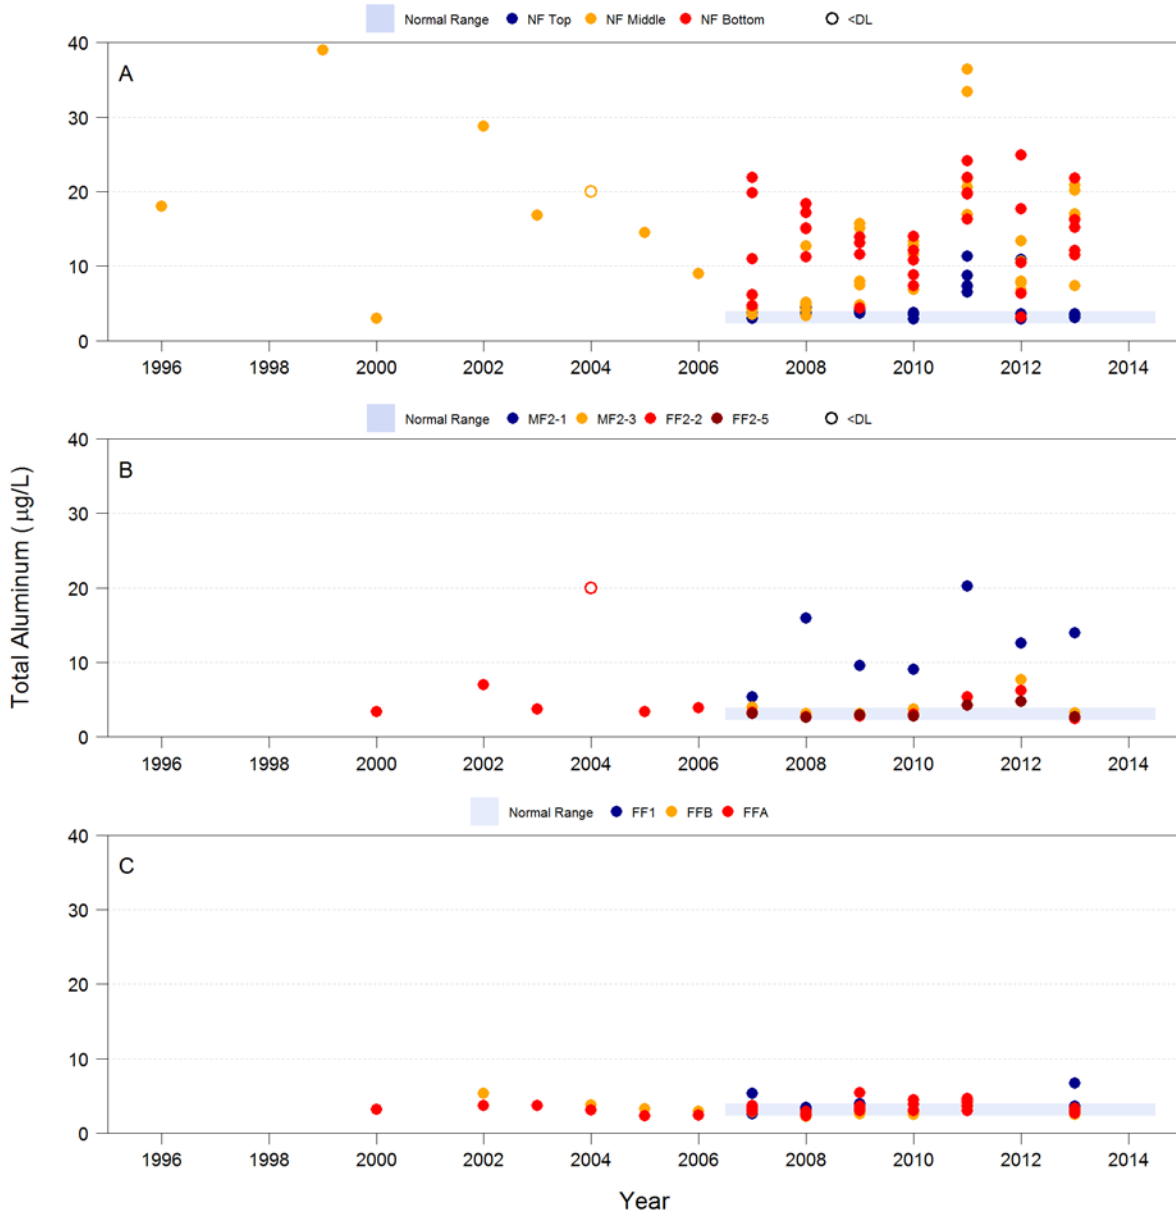 Normal Range NF Top NF Middle NF Bottom <DL
A
40
30
20
10
0
1996 1998 2000 2002 2004 2006 2008 2010 2012 2014
Normal Range MF2-1 MF2-3 FF2-2 FF2-5 <DL
B
40
30
20
10
0
1996 1998 2000 2002 2004 2006 2008 2010 2012 2014
Total Aluminum ( μg/L)
Normal Range FF1 FFB FFA
C
40
30
20
10
0
1996 1998 2000 2002 2004 2006 2008 2010 2012 2014
Year